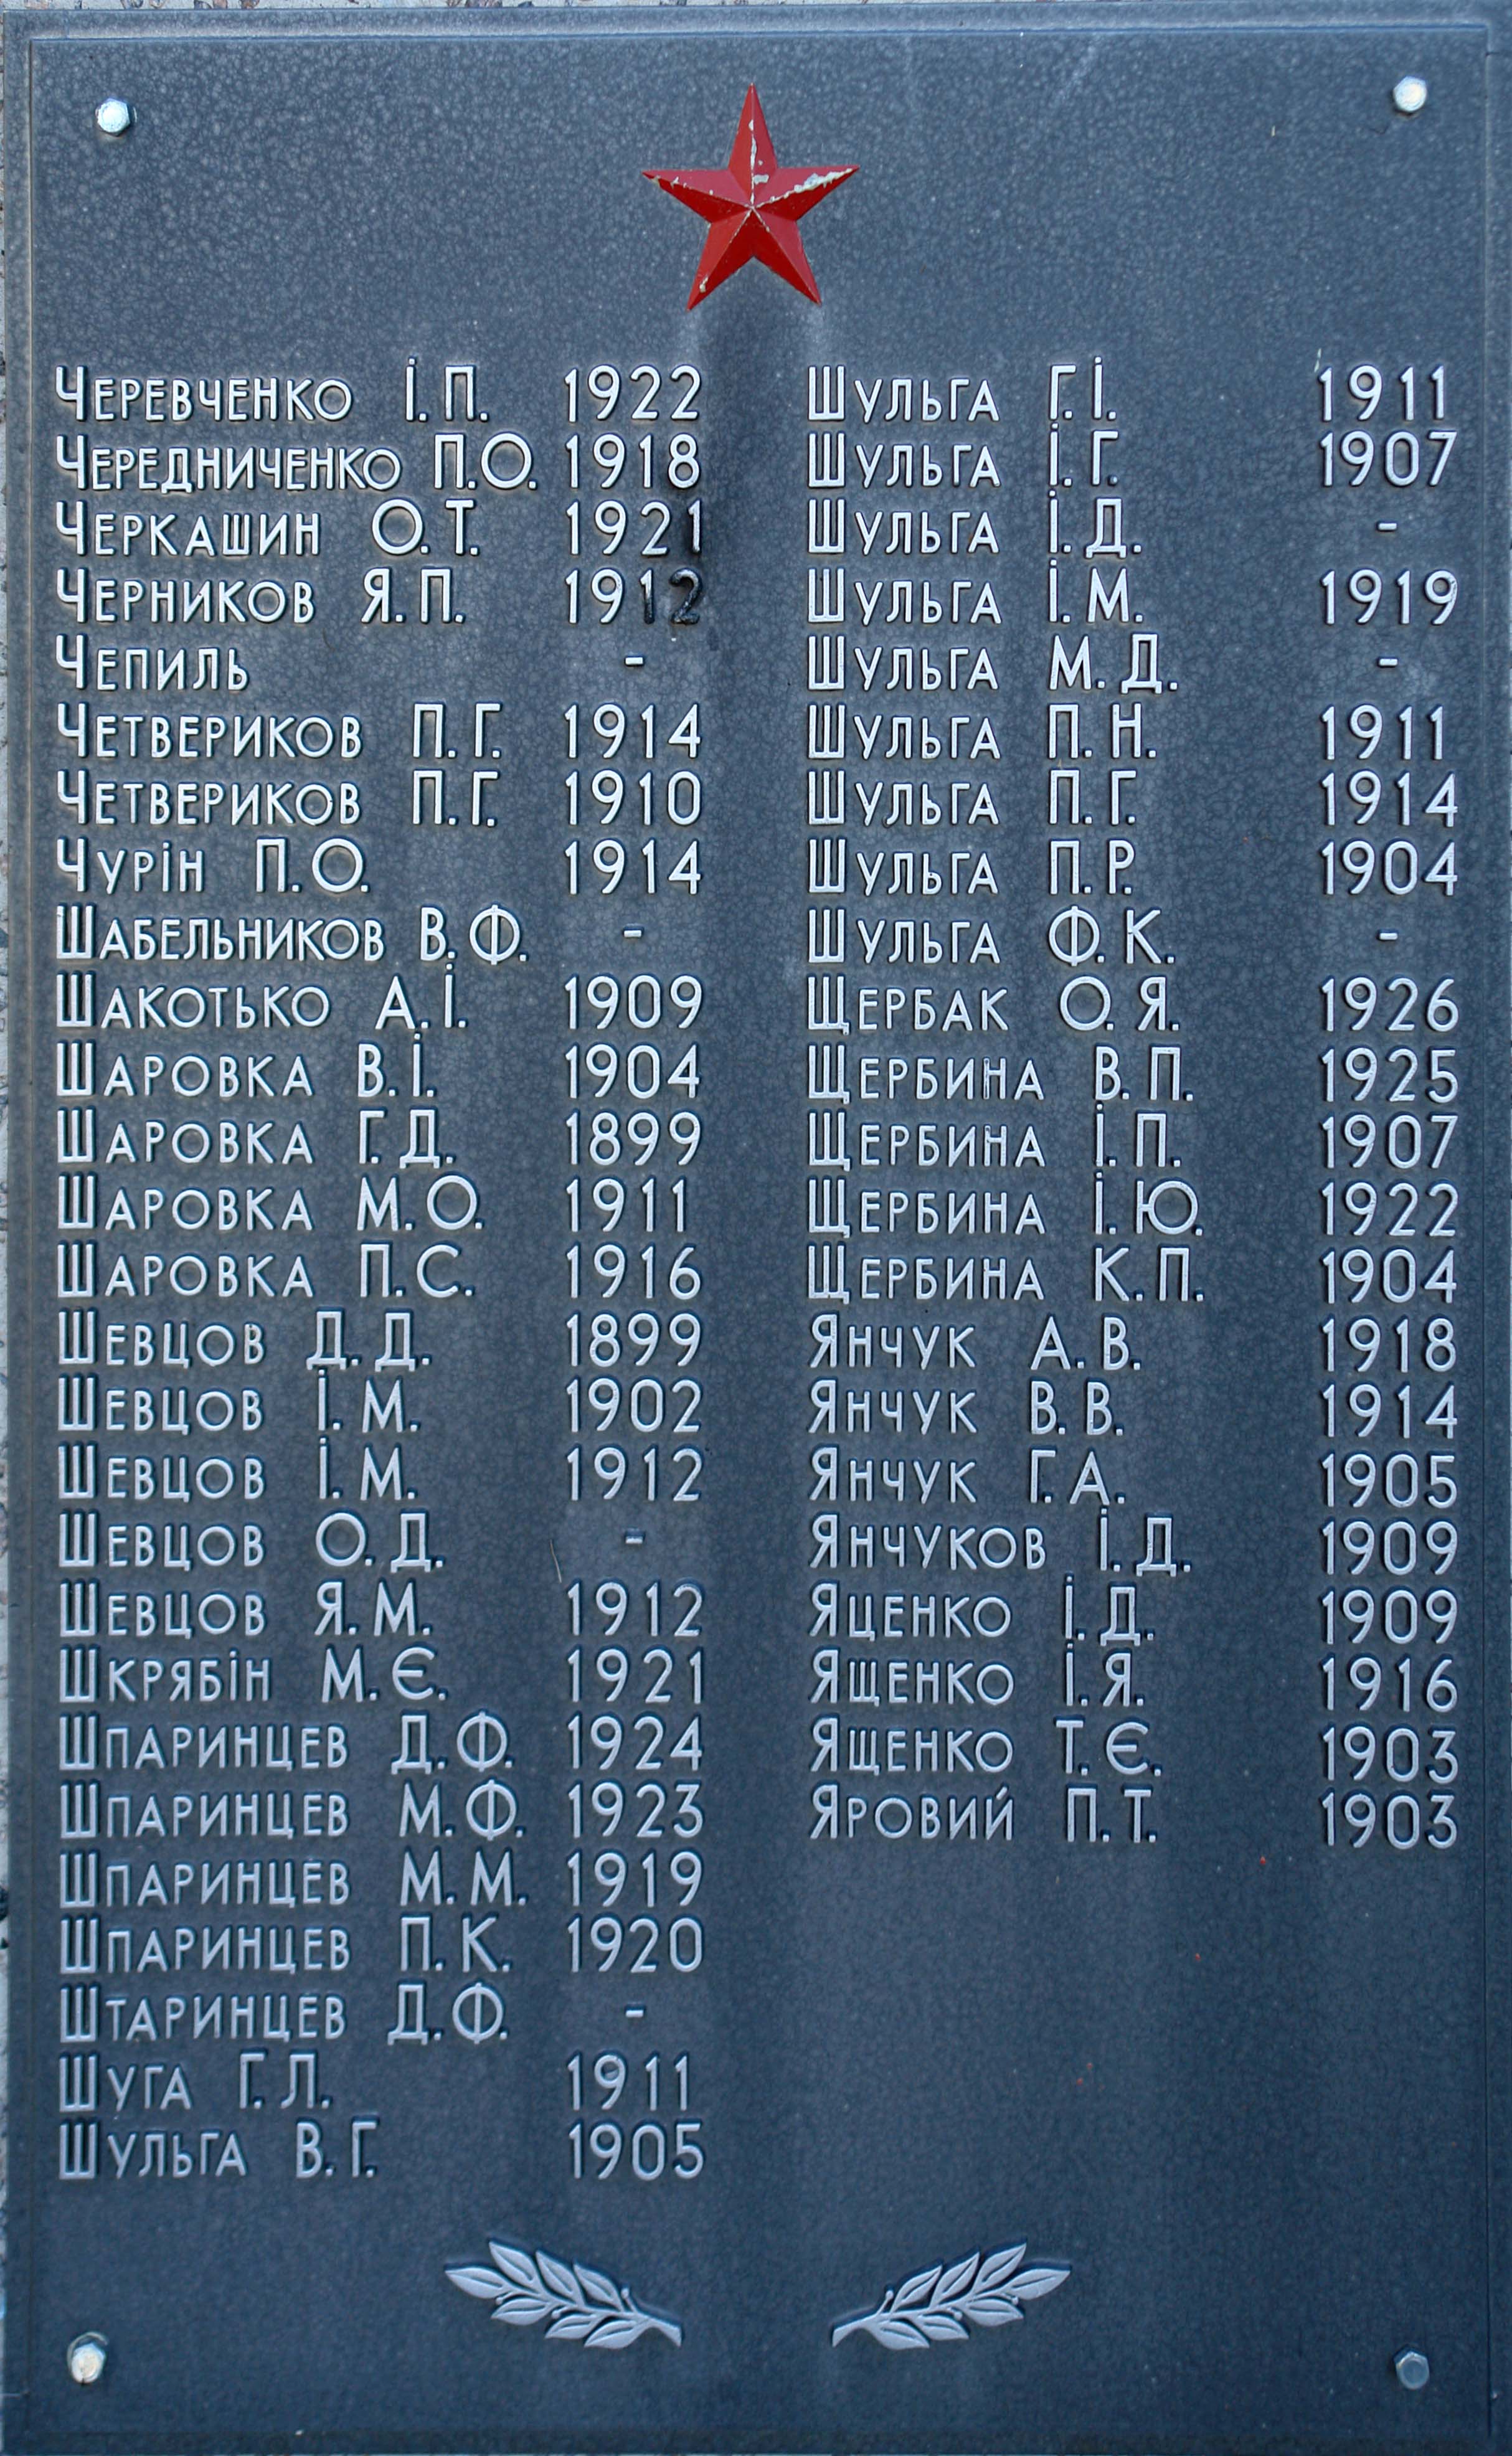 Черевченко І.П. 1922
Чередниченко П.О. 1918
Черкашин О.Т. 1921
Черников Я.П. 1912
Чепиль -
Четвериков П.Г. 1914
Четвериков П.Г. 1910
Чурін П.О. 1914
Шабельников В.Ф. -
Шакотько А.І. 1909
Шаровка В.І. 1904
Шаровка Г.Д. 1899
Шаровка М.О. 1911
Шаровка П.С. 1916
Шевцов Д.Д. 1899
Шевцов І.М. 1902
Шевцов І.М. 1912
Шевцов О.Д. -
Шевцов Я.М. 1912
Шкрябін М.Є. 1921
Шпаринцев Д.Ф. 1924
Шпаринцев М.Ф. 1923
Шпаринцев М.М. 1919
Шпаринцев П.К. 1920
Штаринцев Д.Ф. -
Шуга Г.Л. 1911
Шульга В.Г. 1905
Шульга Г.І. 1911
Шульга І.Г. 1907
Шульга І.Д. -
Шульга І.М. 1919
Шульга М.Д. -
Шульга П.Н. 1911
Шульга П.Г. 1914
Шульга П.Р. 1904
Шульга Ф.К. -
Щербак О.Я. 1926
Щербина В.П. 1925
Щербина І.П. 1907
Щербина І.Ю. 1922
Щербина К.П. 1904
Янчук А.В. 1918
Янчук В.В. 1914
Янчук Г.А. 1905
Янчуков І.Д. 1909
Яценко І.Д. 1909
Ященко І.Я. 1916
Ященко Т.Є. 1903
Яровий П.Т. 1903